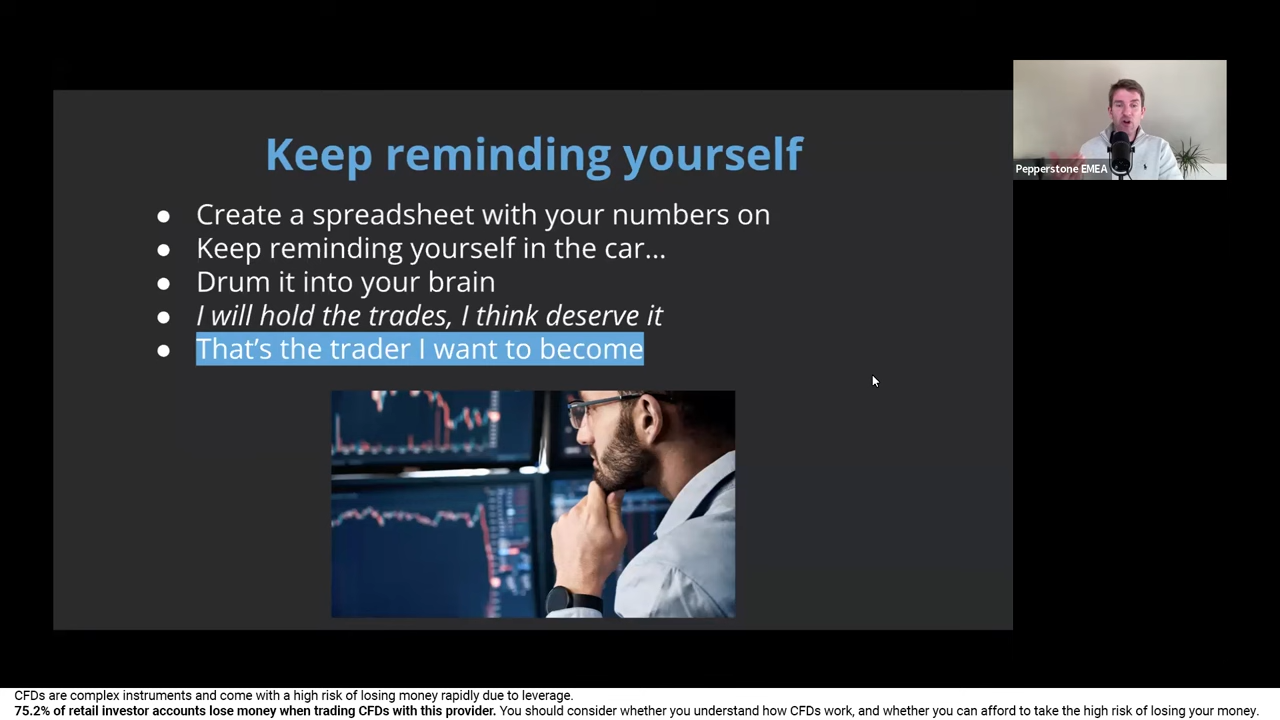 Keep reminding yourself
● Create a spreadsheet with your numbers on
● Keep reminding yourself in the car...
● Drum it into your brain
● I will hold the trades, I think deserve it
● That’s the trader I want to become
Pepperstone EMEA
CFDs are complex instruments and come with a high risk of losing money rapidly due to leverage.
75.2% of retail investor accounts lose money when trading CFDs with this provider. You should consider whether you understand how CFDs work, and whether you can afford to take the high risk of losing your money.